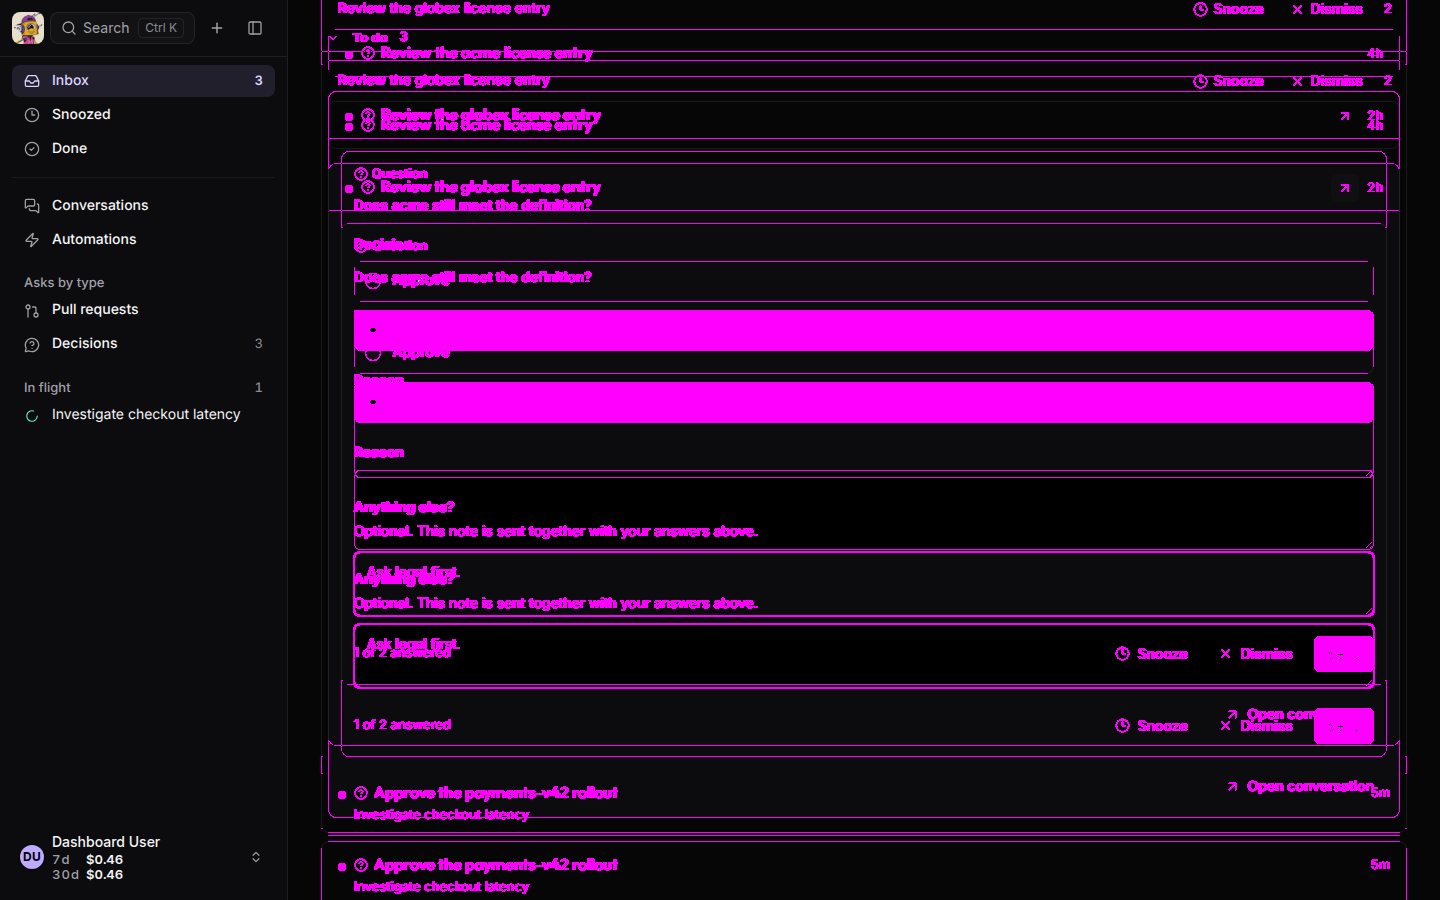 Search Ctrl K
Inbox 3
Snoozed
Done
Conversations
Automations
Asks by type
Pull requests
Decisions 3
In flight 1
Investigate checkout latency
Dashboard User
7d $0.46
30d $0.46
DU
Review the globex license entry Snooze Dismiss 2
To do 3
Review the acme license entry 4h
Review the globex license entry Snooze Dismiss 2
Review the globex license entry 2h
Review the acme license entry 4h
Question
Review the globex license entry 2h
Does acme still meet the definition?
Decision
Question
Does acme still meet the definition?
Approve
Approve
Reason
Reason
Anything else?
Optional. This note is sent together with your answers above.
Ask legal first.
Anything else?
Optional. This note is sent together with your answers above.
Ask legal first.
1 of 2 answered Snooze Dismiss
Open conv
1 of 2 answered Snooze Dismiss
Open conversation
Approve the payments-v42 rollout 5m
Investigate checkout latency
Approve the payments-v42 rollout 5m
Investigate checkout latency